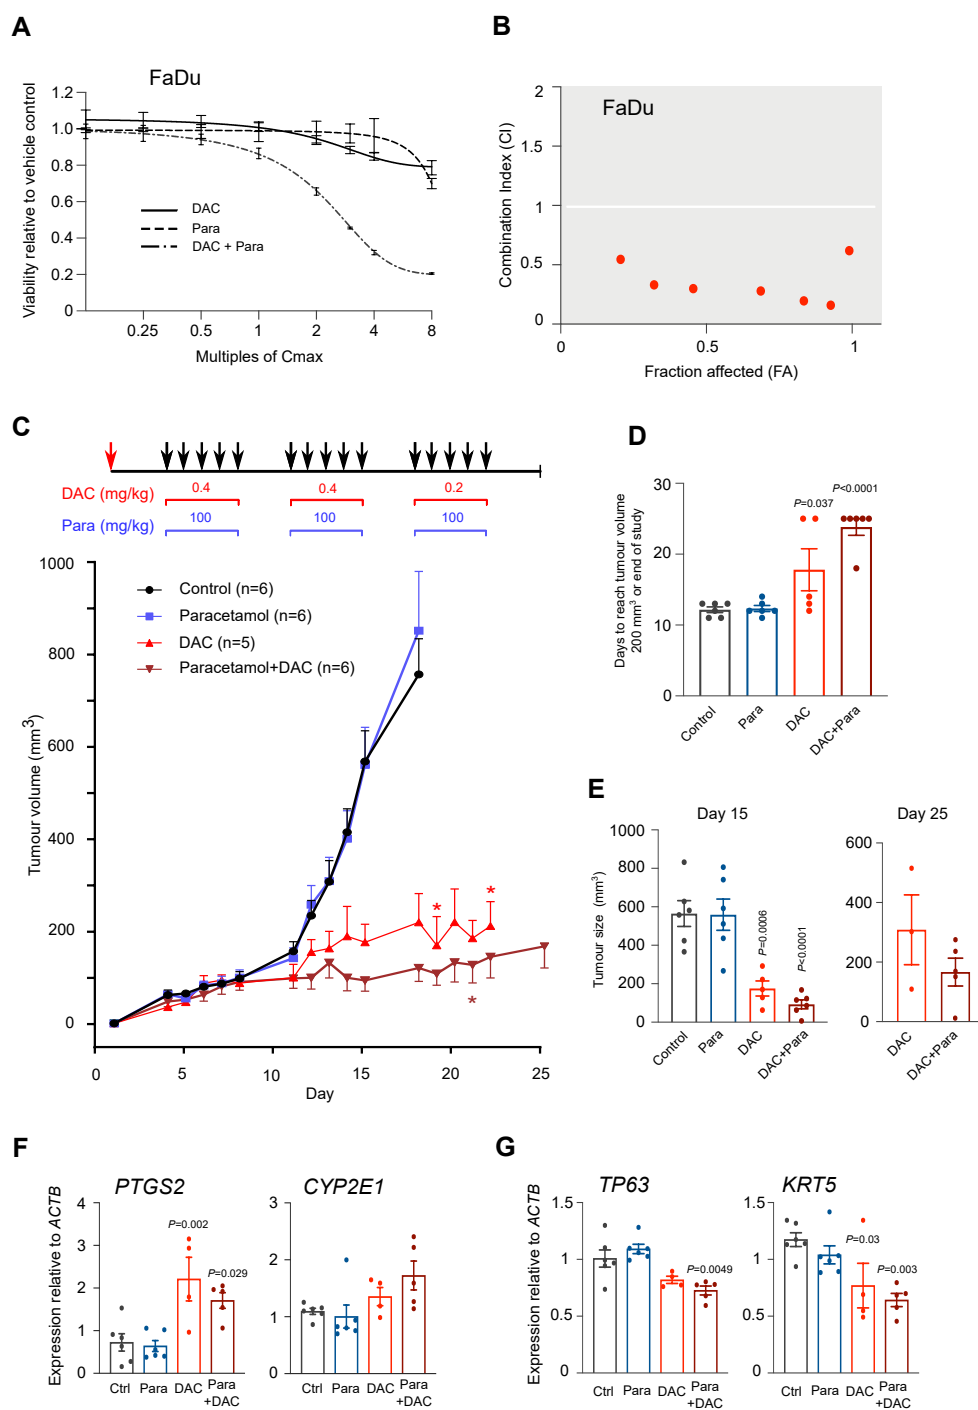 A
FaDu
Viability relative to vehicle control
1.2
1.0
0.8
0.6
0.4
0.2
0
DAC
Para
DAC + Para
0.25 0.5 1 2 4 8
Multiples of Cmax
B
FaDu
Combination Index (CI)
2
1.5
1
0.5
0
0 0.5 1
Fraction affected (FA)
C
DAC (mg/kg) 0.4 0.4 0.2
Para (mg/kg) 100 100 100
Tumour volume (mm3)
1000
800
600
400
200
0
Control (n=6)
Paracetamol (n=6)
DAC (n=5)
Paracetamol+DAC (n=6)
*
*
*
0 5 10 15 20 25
Day
D
Days to reach tumour volume
200 mm3 or end of study
30
20
10
0
P=0.037
P<0.0001
Control
Para
DAC
DAC+Para
E
Day 15
Tumour size (mm3)
1000
800
600
400
200
0
P=0.0006
P<0.0001
Control
Para
DAC
DAC+Para
Day 25
600
400
200
0
DAC
DAC+Para
F
Expression relative to ACTB
PTGS2
4
3
2
1
0
P=0.002
P=0.029
Ctrl Para DAC Para
+DAC
CYP2E1
3
2
1
0
Ctrl Para DAC Para
+DAC
G
Expression relative to ACTB
TP63
1.5
1
0.5
0
P=0.0049
Ctrl Para DAC Para
+DAC
KRT5
1.5
1
0.5
0
P=0.03
P=0.003
Ctrl Para DAC Para
+DAC